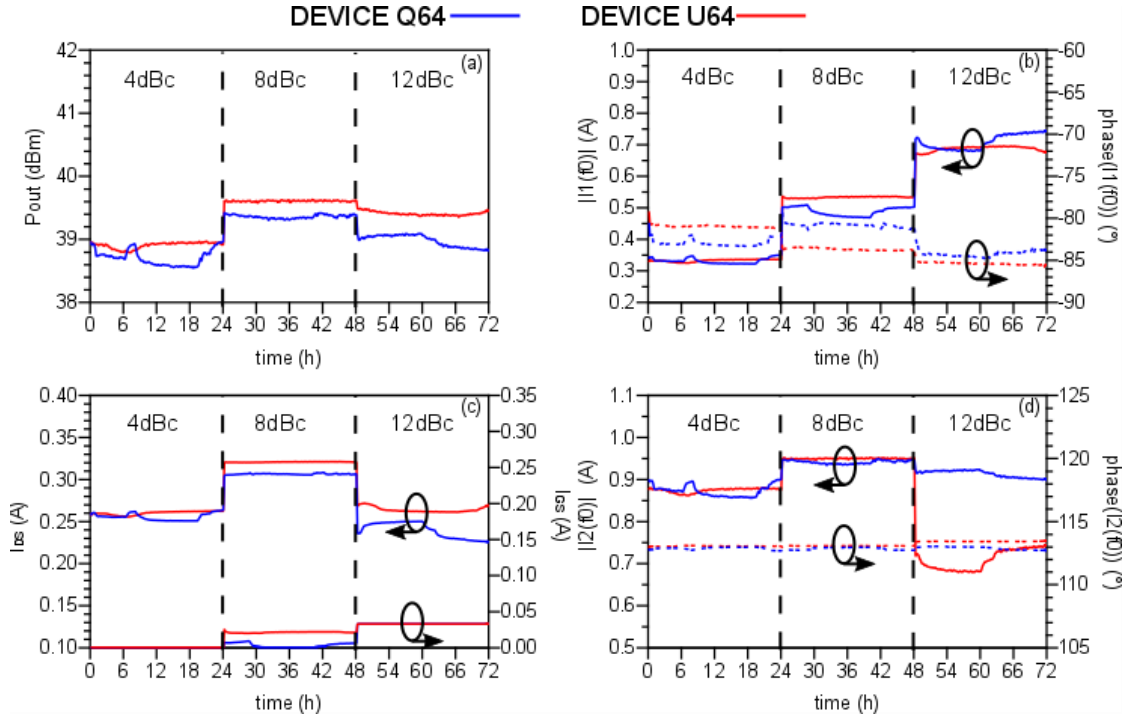 DEVICE Q64 DEVICE U64
42
41
40
39
38
Pout (dBm)
4dBc 8dBc 12dBc
(a)
0 6 12 18 24 30 36 42 48 54 60 66 72
time (h)
1.0
0.9
0.8
0.7
0.6
0.5
0.4
0.3
0.2
|I1(f0)| (A)
4dBc 8dBc 12dBc
(b)
-60
-65
-70
-75
-80
-85
-90
phase(I1(f0)) (º)
0 6 12 18 24 30 36 42 48 54 60 66 72
time (h)
0.40
0.35
0.30
0.25
0.20
0.15
0.10
IDS (A)
4dBc 8dBc 12dBc
(c)
0.35
0.30
0.25
0.20
0.15
0.10
0.05
0.00
IGS (A)
0 6 12 18 24 30 36 42 48 54 60 66 72
time (h)
1.1
1.0
0.9
0.8
0.7
0.6
0.5
|I2(f0)| (A)
4dBc 8dBc 12dBc
(d)
125
120
115
110
105
phase(I2(f0)) (º)
0 6 12 18 24 30 36 42 48 54 60 66 72
time (h)